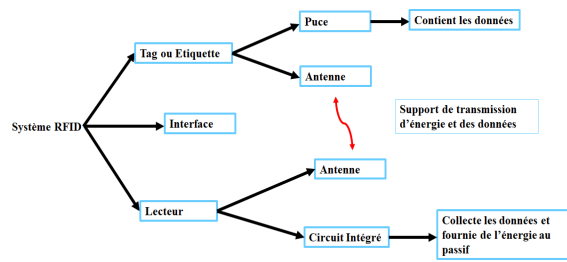 Puce
Contient les données
Tag ou Etiquette
Antenne
Support de transmission
d'énergie et des données
Système RFID
Interface
Antenne
Lecteur
Circuit Intégré
Collecte les données et
fournie de l'énergie au
passif